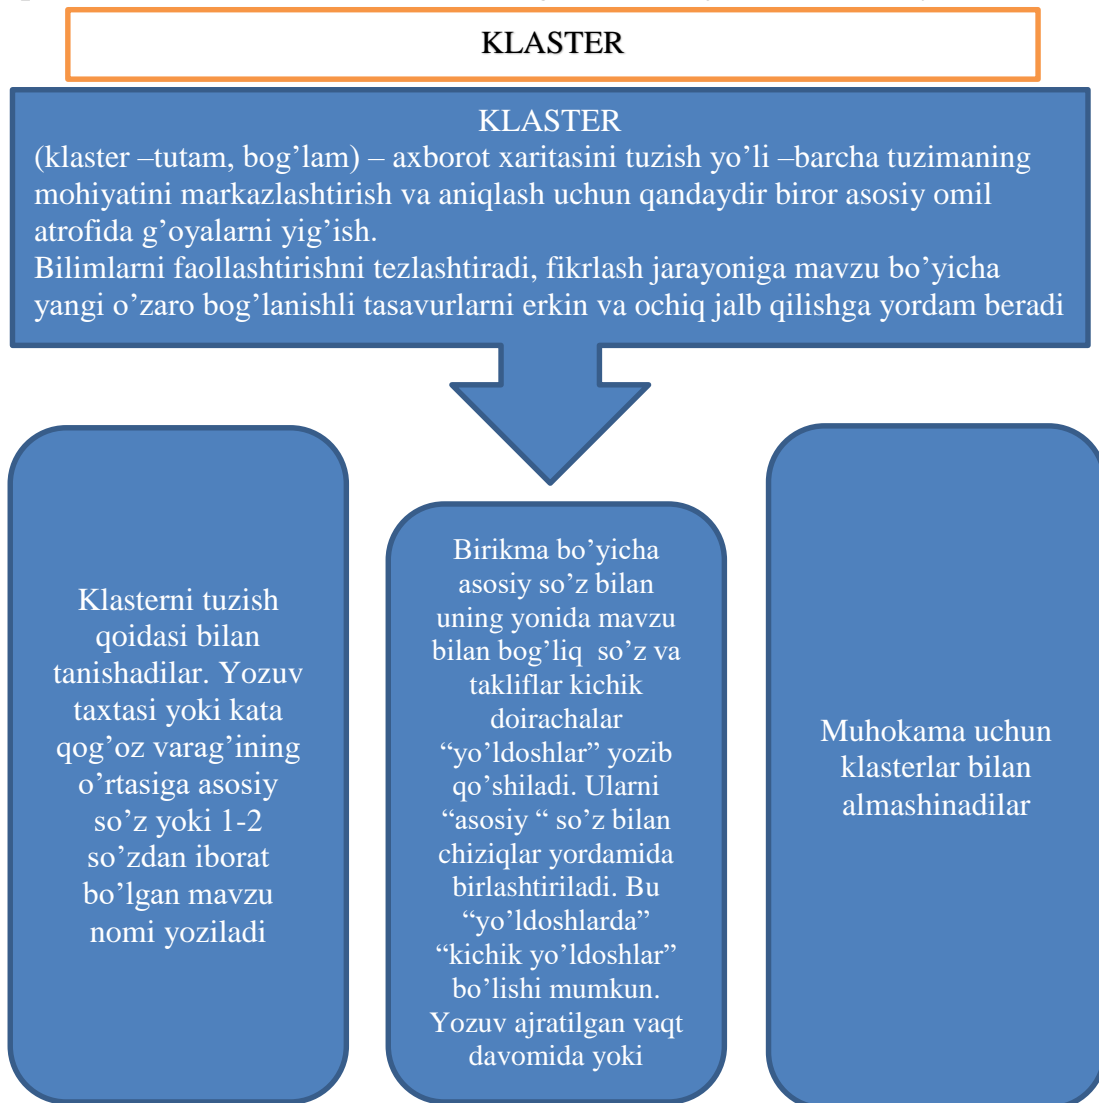 KLASTER
KLASTER
(klaster –tutam, bog’lam) – axborot xaritasini tuzish yo’li –barcha tuzimaning
mohiyatini markazlashtirish va aniqlash uchun qandaydir biror asosiy omil
atrofida g’oyalarni yig’ish.
Bilimlarni faollashtirishni tezlashtiradi, fikrlash jarayoniga mavzu bo’yicha
yangi o’zaro bog’lanishli tasavurlarni erkin va ochiq jalb qilishga yordam beradi
Klasterni tuzish
qoidasi bilan
tanishadilar. Yozuv
taxtasi yoki kata
qog’oz varag’ining
o’rtasiga asosiy
so’z yoki 1-2
so’zdan iborat
bo’lgan mavzu
nomi yoziladi
Birikma bo’yicha
asosiy so’z bilan
uning yonida mavzu
bilan bog’liq  so’z va
takliflar kichik
doirachalar
“yo’ldoshlar” yozib
qo’shiladi. Ularni
“asosiy “ so’z bilan
chiziqlar yordamida
birlashtiriladi. Bu
“yo’ldoshlarda”
“kichik yo’ldoshlar”
bo’lishi mumkun.
Yozuv ajratilgan vaqt
davomida yoki
Muhokama uchun
klasterlar bilan
almashinadilar